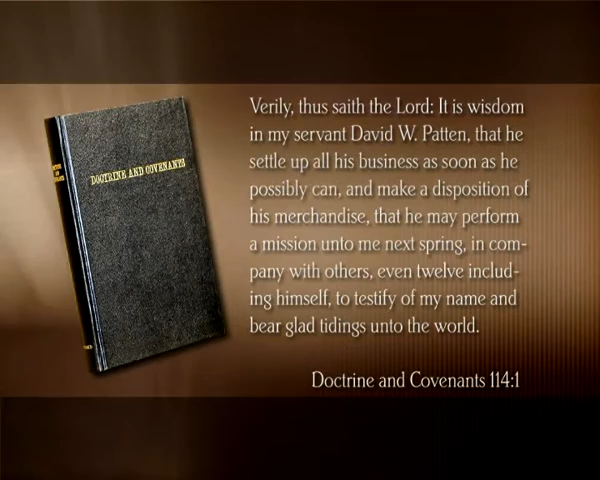 DOCTRINE AND COVENANTS
Verily, thus saith the Lord: It is wisdom
in my servant David W. Patten, that he
settle up all his business as soon as he
possibly can, and make a disposition of
his merchandise, that he may perform
a mission unto me next spring, in com-
pany with others, even twelve includ-
ing himself, to testify of my name and
bear glad tidings unto the world.
Doctrine and Covenants 114:1